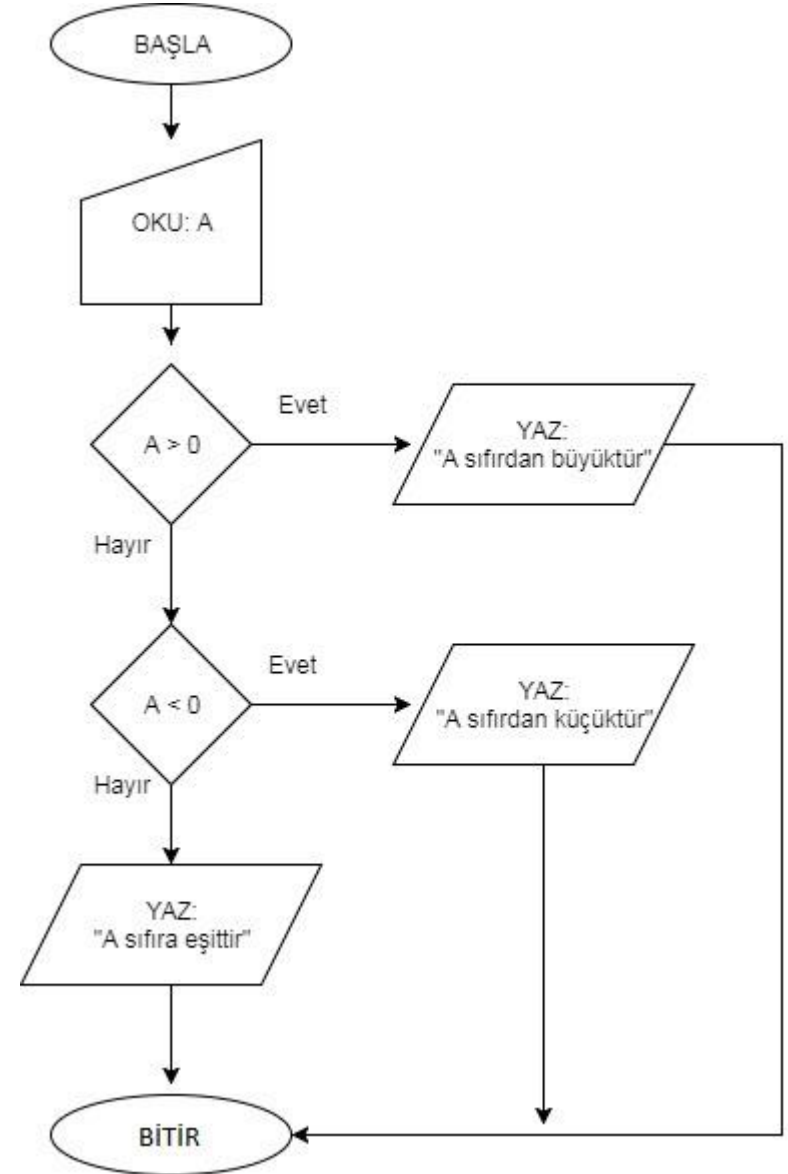 BAŞLA
OKU: A
A > 0
Evet
YAZ:
"A sıfırdan büyüktür"
Hayır
A < 0
Evet
YAZ:
"A sıfırdan küçüktür"
Hayır
YAZ:
"A sıfıra eşittir"
BİTİR